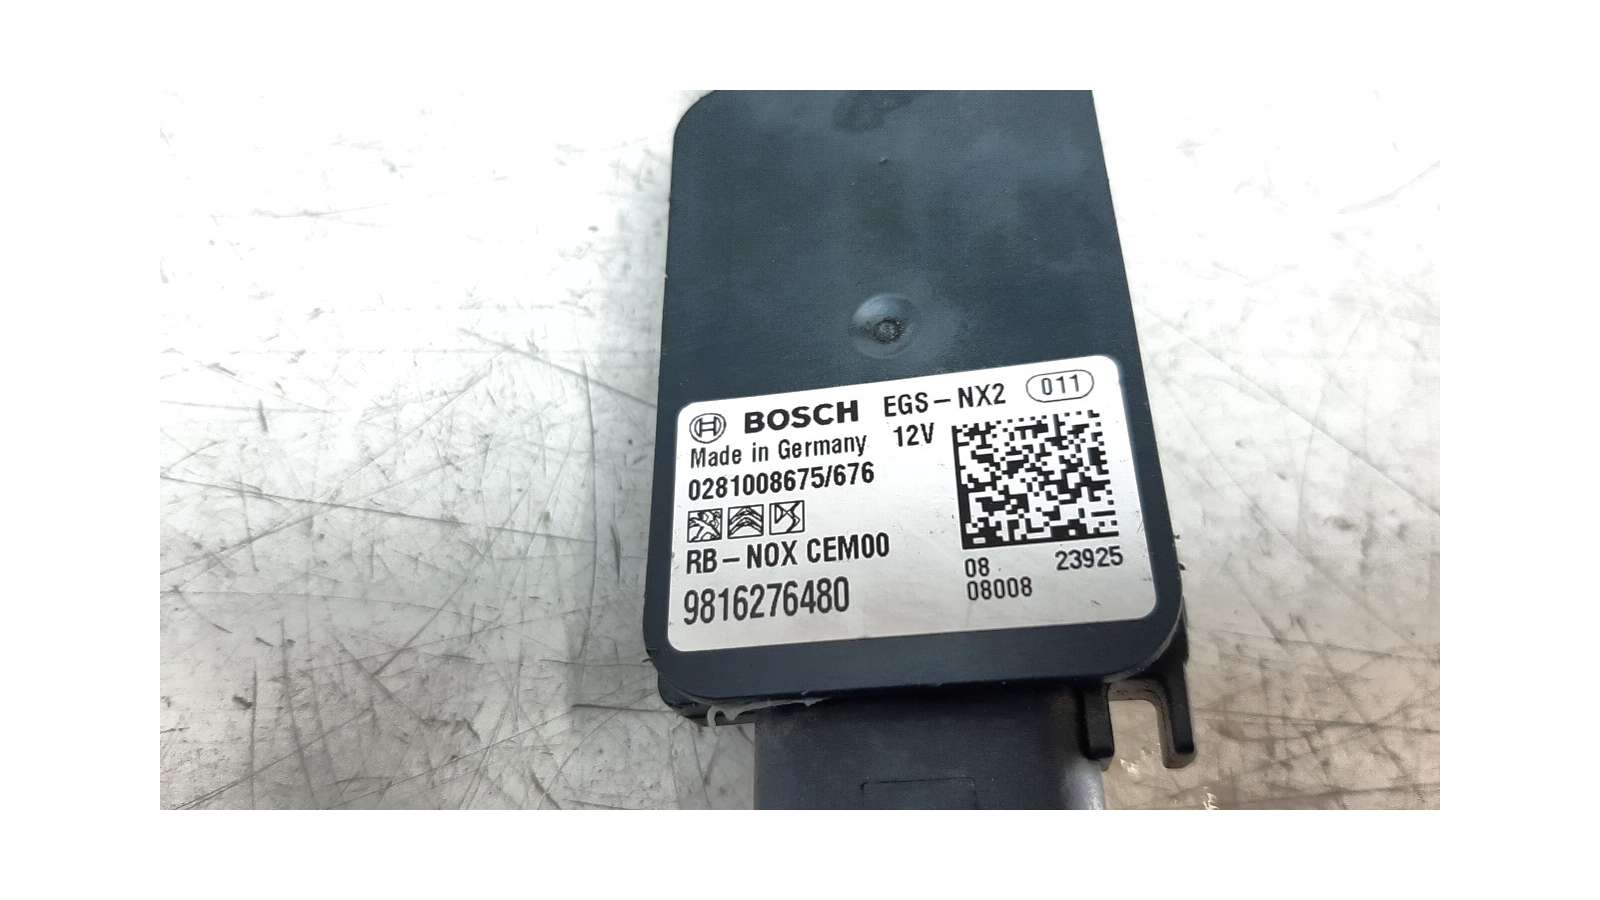 BOSCH EGS-NX2 011
Made in Germany 12V
0281008675/676
RB-NOX CEM00
9816276480
08 23925
08008